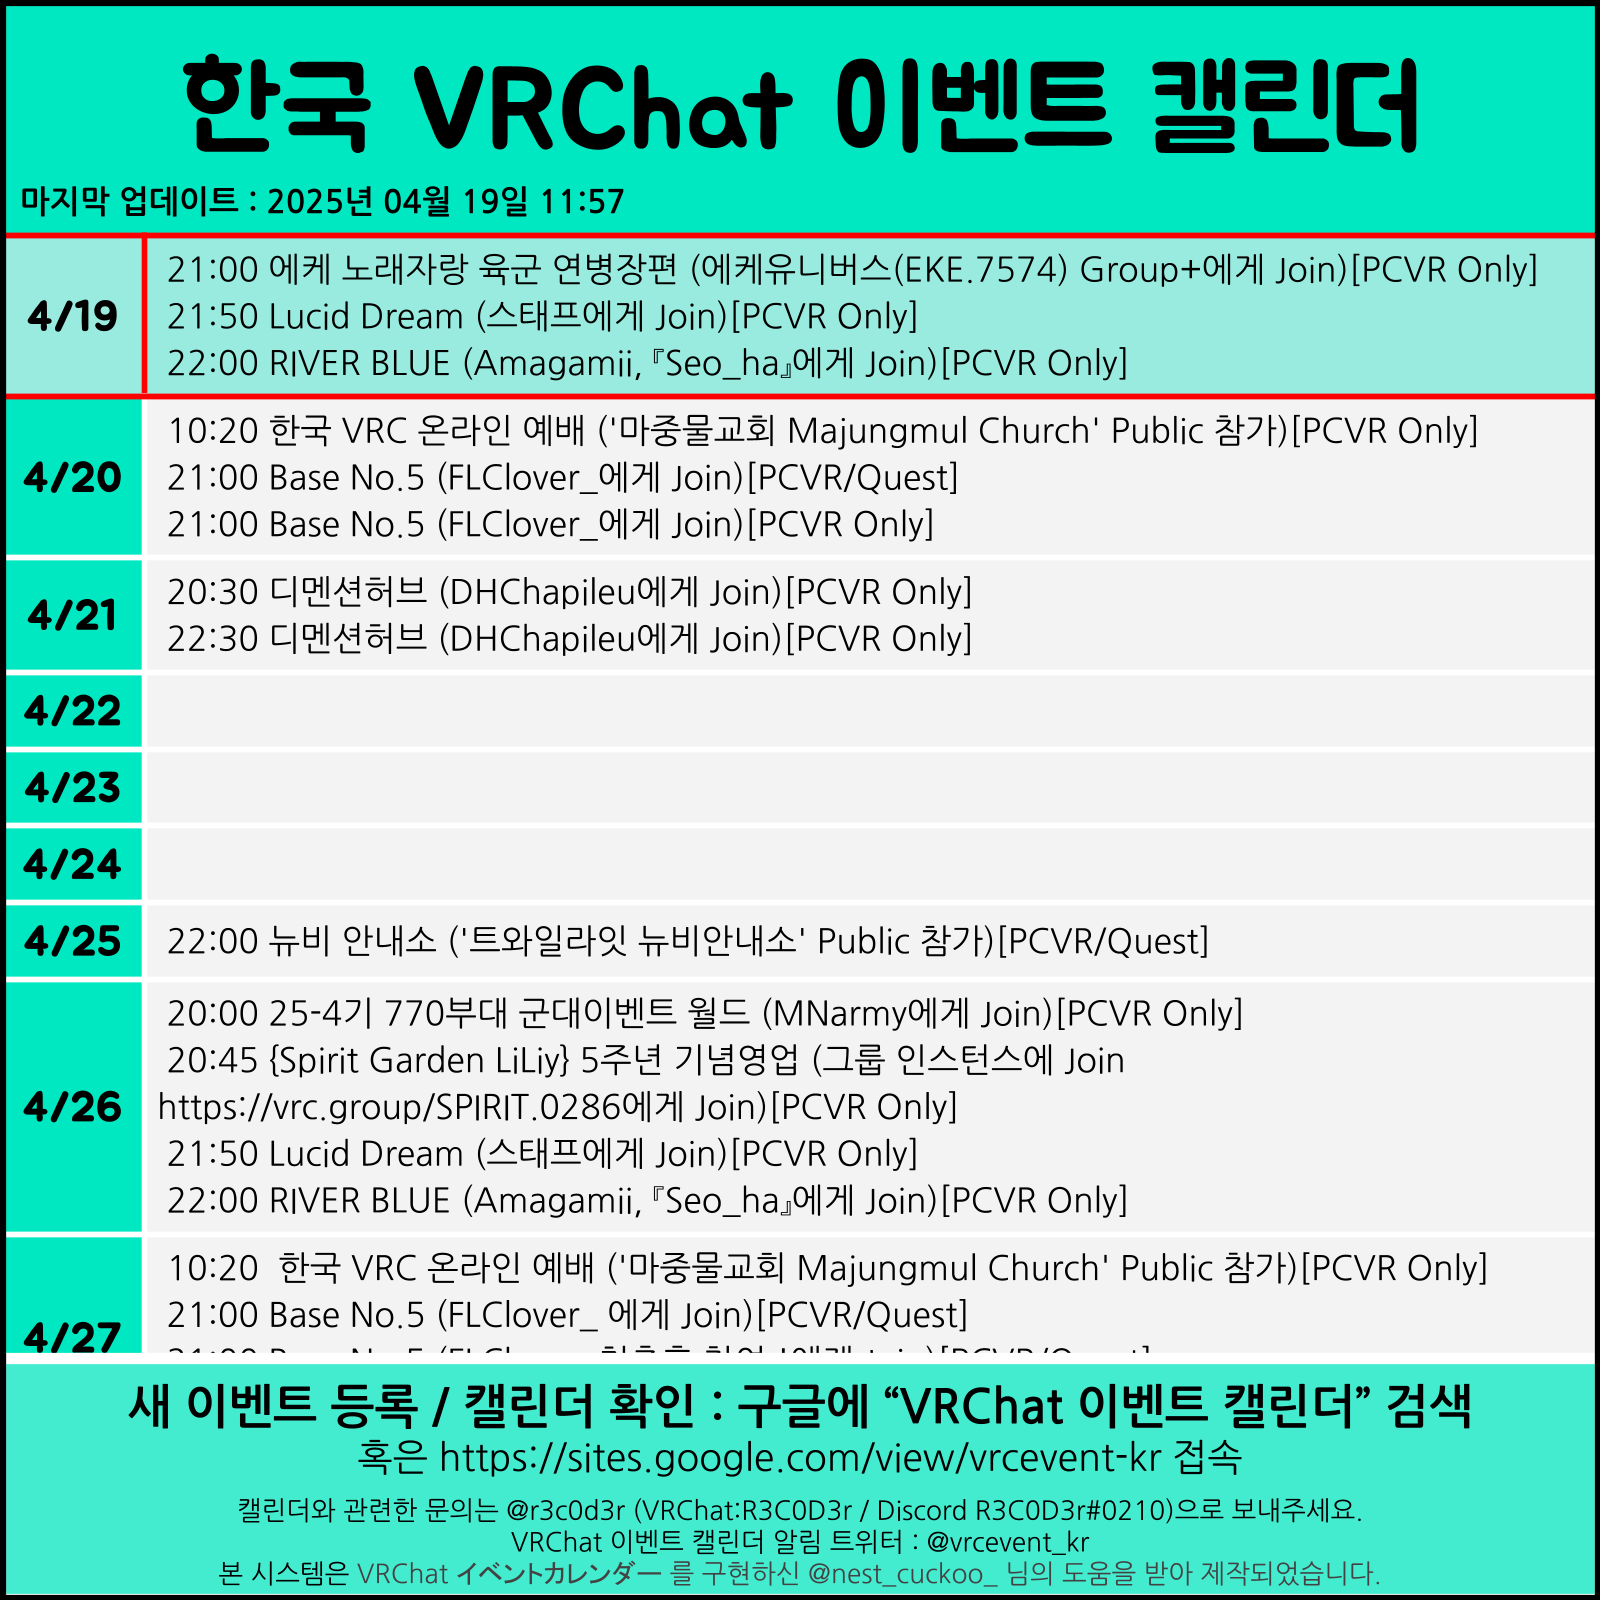 한국 VRChat 이벤트 캘린더
마지막 업데이트 : 2025년 04월 19일 11:57
4/19
21:00 에케 노래자랑 육군 연병장편 (에케유니버스(EKE.7574) Group+에게 Join)[PCVR Only]
21:50 Lucid Dream (스태프에게 Join)[PCVR Only]
22:00 RIVER BLUE (Amagamii, 『Seo_ha』에게 Join)[PCVR Only]
4/20
10:20 한국 VRC 온라인 예배 ('마중물교회 Majungmul Church' Public 참가)[PCVR Only]
21:00 Base No.5 (FLClover_에게 Join)[PCVR/Quest]
21:00 Base No.5 (FLClover_에게 Join)[PCVR Only]
4/21
20:30 디멘션허브 (DHChapileu에게 Join)[PCVR Only]
22:30 디멘션허브 (DHChapileu에게 Join)[PCVR Only]
4/22
4/23
4/24
4/25
22:00 뉴비 안내소 ('트와일라잇 뉴비안내소' Public 참가)[PCVR/Quest]
4/26
20:00 25-4기 770부대 군대이벤트 월드 (MNarmy에게 Join)[PCVR Only]
20:45 {Spirit Garden LiLiy} 5주년 기념영업 (그룹 인스턴스에 Join
https://vrc.group/SPIRIT.0286에게 Join)[PCVR Only]
21:50 Lucid Dream (스태프에게 Join)[PCVR Only]
22:00 RIVER BLUE (Amagamii, 『Seo_ha』에게 Join)[PCVR Only]
4/27
10:20 한국 VRC 온라인 예배 ('마중물교회 Majungmul Church' Public 참가)[PCVR Only]
21:00 Base No.5 (FLClover_ 에게 Join)[PCVR/Quest]
새 이벤트 등록 / 캘린더 확인 : 구글에 “VRChat 이벤트 캘린더” 검색
혹은 https://sites.google.com/view/vrcevent-kr 접속
캘린더와 관련한 문의는 @r3c0d3r (VRChat:R3C0D3r / Discord R3C0D3r#0210)으로 보내주세요.
VRChat 이벤트 캘린더 알림 트위터 : @vrcevent_kr
본 시스템은 VRChat イベントカレンダー 를 구현하신 @nest_cuckoo_ 님의 도움을 받아 제작되었습니다.